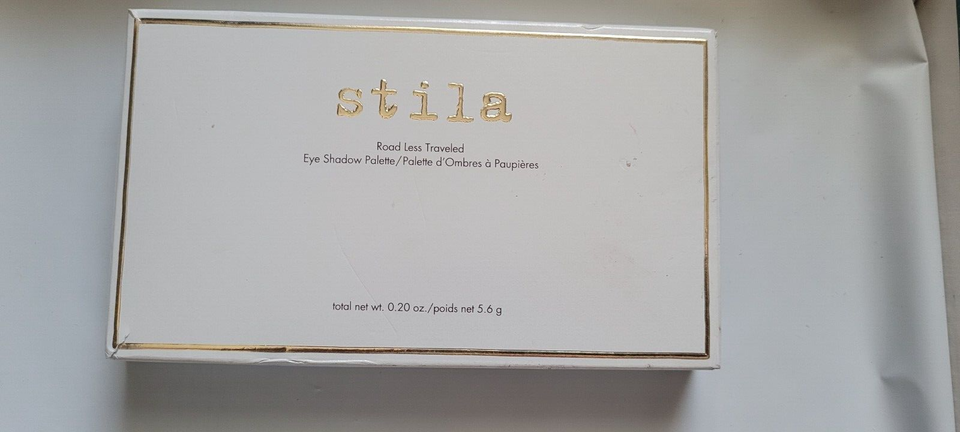 stila
Road Less Traveled
Eye Shadow Palette/Palette d'Ombres à Paupières
total net wt. 0.20 oz./poids net 5.6 g